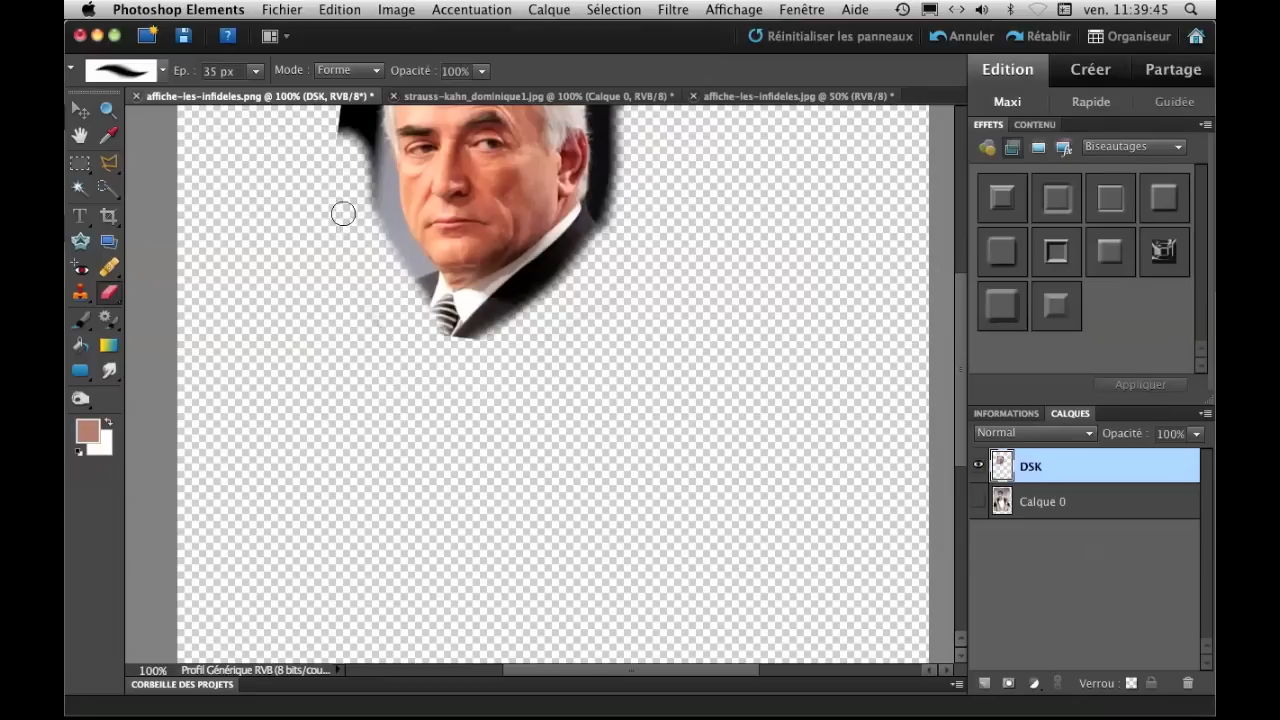 Photoshop Elements Fichier Edition Image Accentuation Calque Sélection Filtre Affichage Fenêtre Aide ven. 11:39:45
Réinitialiser les panneaux Annuler Rétablir Organiseur
Ep. : 35 px Mode : Forme Opacité : 100%
Edition Créer Partage
affiche-les-infideles.png @ 100% (DSK, RVB/8*) * strauss-kahn_dominique1.jpg @ 100% (Calque 0, RVB/8) * affiche-les-infideles.jpg @ 50% (RVB/8) *
Maxi Rapide Guidée
EFFETS CONTENU
Biseautages
Appliquer
INFORMATIONS CALQUES
Normal Opacité : 100%
DSK
Calque 0
100% Profil Générique RVB (8 bits/cou...
Verrou :
CORBEILLE DES PROJETS